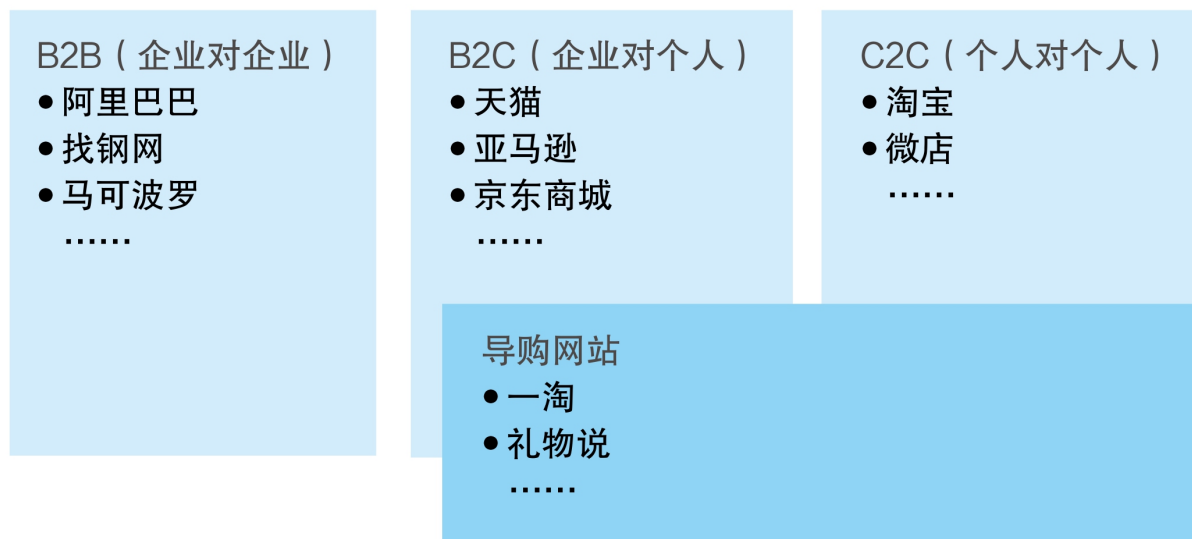 B2B（企业对企业）
●阿里巴巴
●找钢网
●马可波罗
……
B2C（企业对个人）
●天猫
●亚马逊
●京东商城
……
C2C（个人对个人）
●淘宝
●微店
……
导购网站
●一淘
●礼物说
……